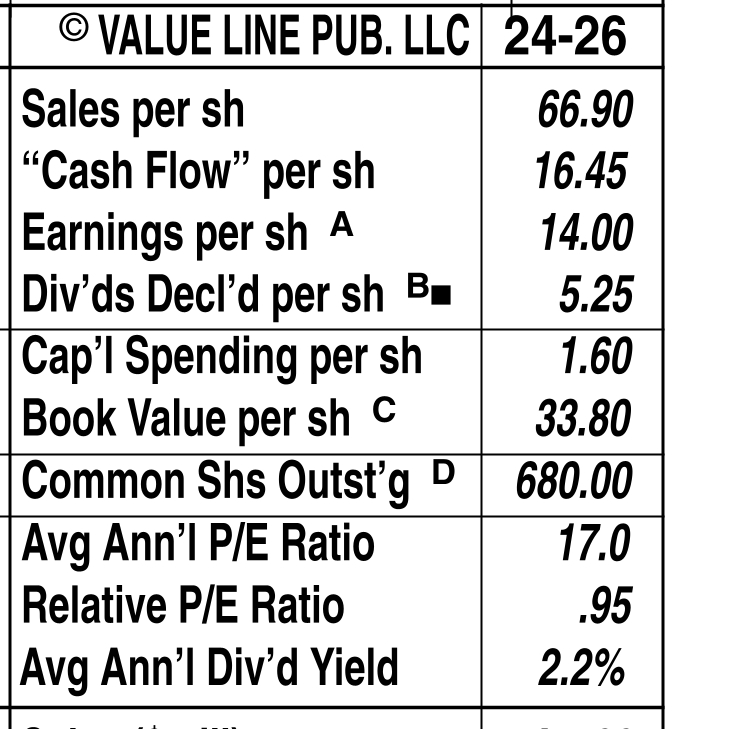 © VALUE LINE PUB. LLC 24-26
Sales per sh 66.90
“Cash Flow” per sh 16.45
Earnings per sh A 14.00
Div’ds Decl’d per sh B■ 5.25
Cap’l Spending per sh 1.60
Book Value per sh C 33.80
Common Shs Outst’g D 680.00
Avg Ann’l P/E Ratio 17.0
Relative P/E Ratio .95
Avg Ann’l Div’d Yield 2.2%